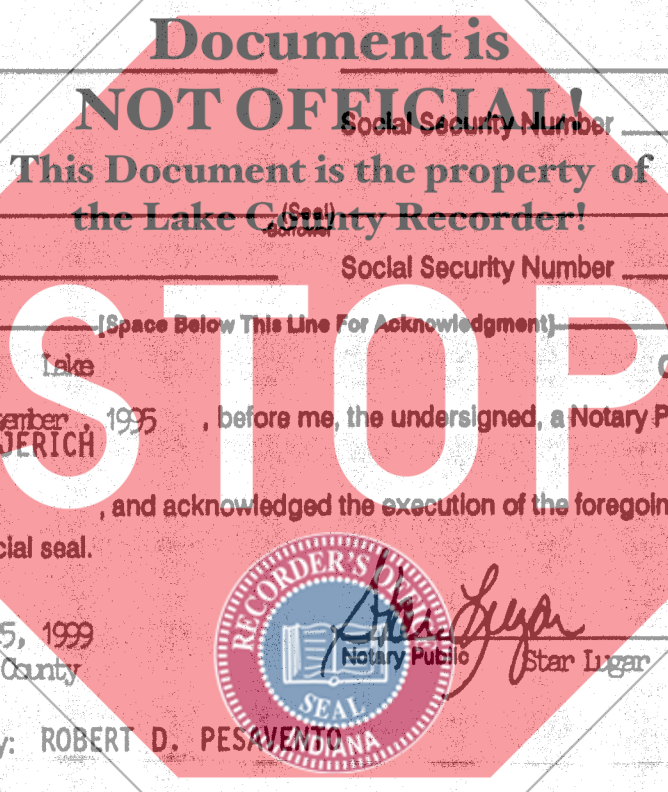 Document is
NOT OFFICIAL!
Social Security Number
This Document is the property of
the Lake County Recorder!
(Seal)
-Borrower
Social Security Number
[Space Below This Line For Acknowledgment]
STOP
Lake
ember , 1995 , before me, the undersigned, a Notary P
JERICH
, and acknowledged the execution of the foregoin
cial seal.
RECORDER'S
SEAL
INDIANA
5, 1999
County
Notary Public
Star Lugar
y: ROBERT D. PESAVENTO